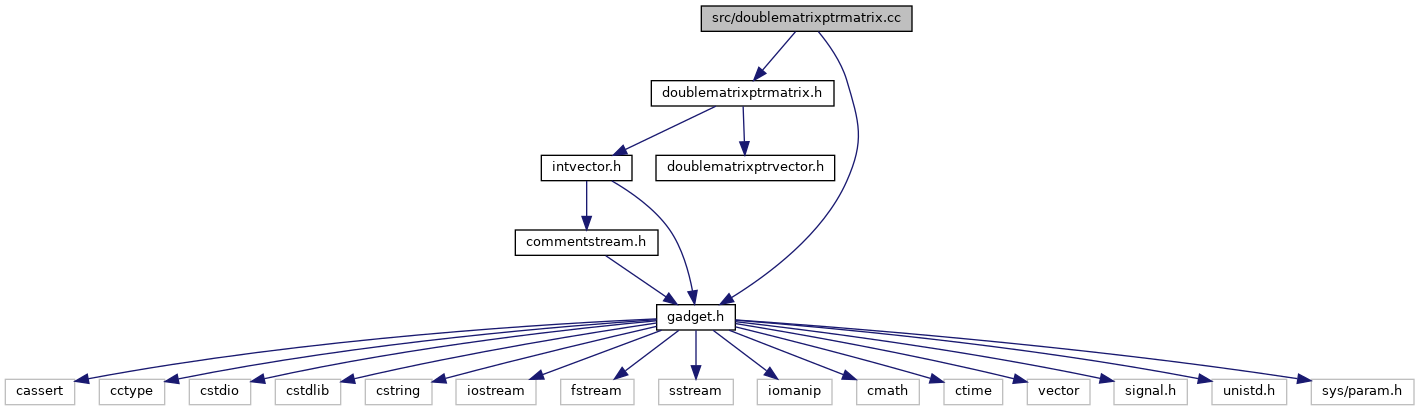 src/doublematrixptrmatrix.cc
doublematrixptrmatrix.h
intvector.h
doublematrixptrvector.h
commentstream.h
gadget.h
cassert
cctype
cstdio
cstdlib
cstring
iostream
fstream
sstream
iomanip
cmath
ctime
vector
signal.h
unistd.h
sys/param.h